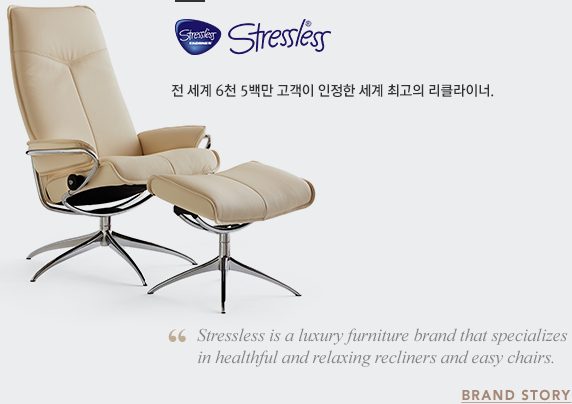 Stressless
Stressless®
전 세계 6천 5백만 고객이 인정한 세계 최고의 리클라이너.
“ Stressless is a luxury furniture brand that specializes
in healthful and relaxing recliners and easy chairs.
BRAND STORY